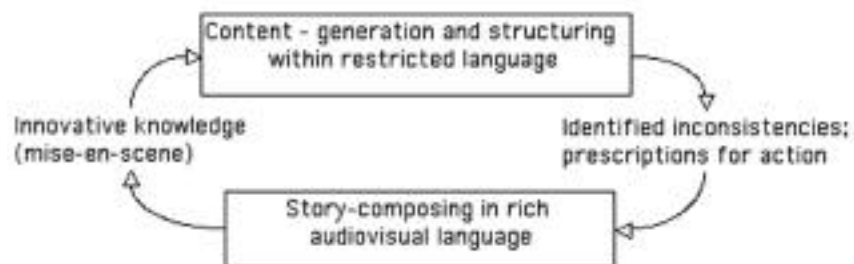 Content - generation and structuring
within restricted language
Innovative knowledge
(mise-en-scene)
Identified inconsistencies;
prescriptions for action
Story-composing in rich
audiovisual language